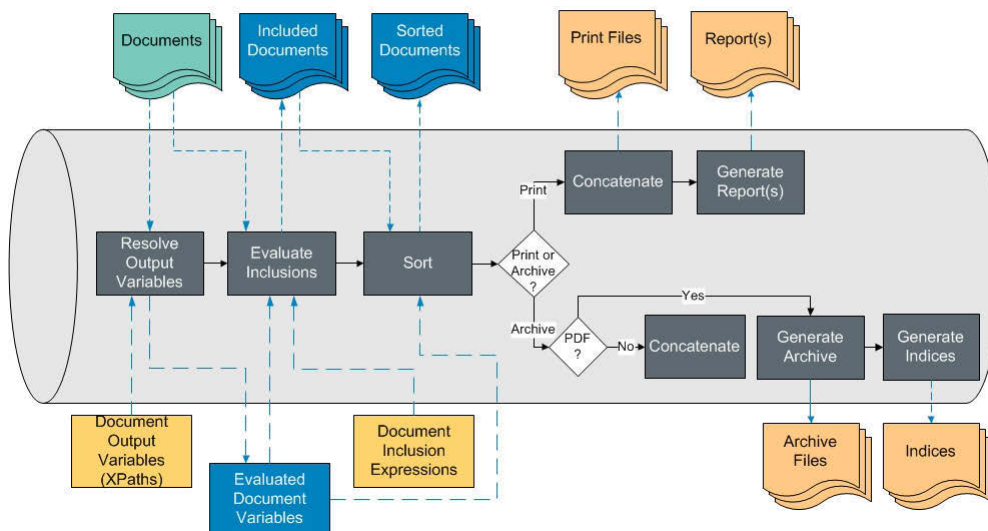 Documents
Included
Documents
Sorted
Documents
Print Files
Report(s)
Concatenate
Generate
Report(s)
Print
Resolve
Output
Variables
Evaluate
Inclusions
Sort
Print or
Archive
?
Archive
PDF
?
Yes
No
Concatenate
Generate
Archive
Generate
Indices
Document
Output
Variables
(XPaths)
Evaluated
Document
Variables
Document
Inclusion
Expressions
Archive
Files
Indices